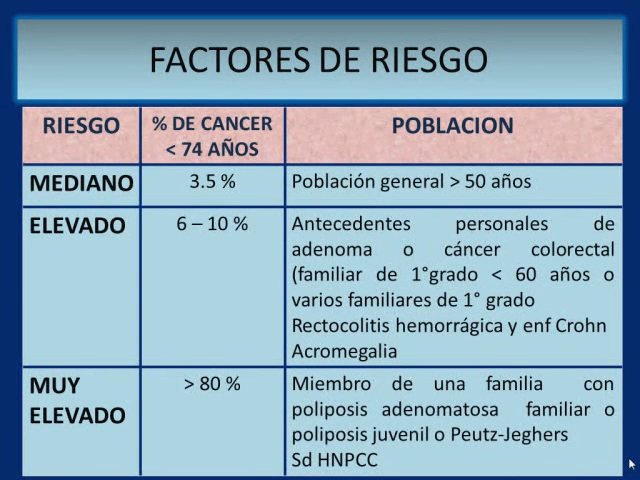 FACTORES DE RIESGO
RIESGO
% DE CANCER
< 74 AÑOS
POBLACION
MEDIANO
3.5 %
Población general > 50 años
ELEVADO
6 – 10 %
Antecedentes personales de
adenoma o cáncer colorectal
(familiar de 1°grado < 60 años o
varios familiares de 1° grado
Rectocolitis hemorrágica y enf Crohn
Acromegalia
MUY
ELEVADO
> 80 %
Miembro de una familia con
poliposis adenomatosa familiar o
poliposis juvenil o Peutz-Jeghers
Sd HNPCC